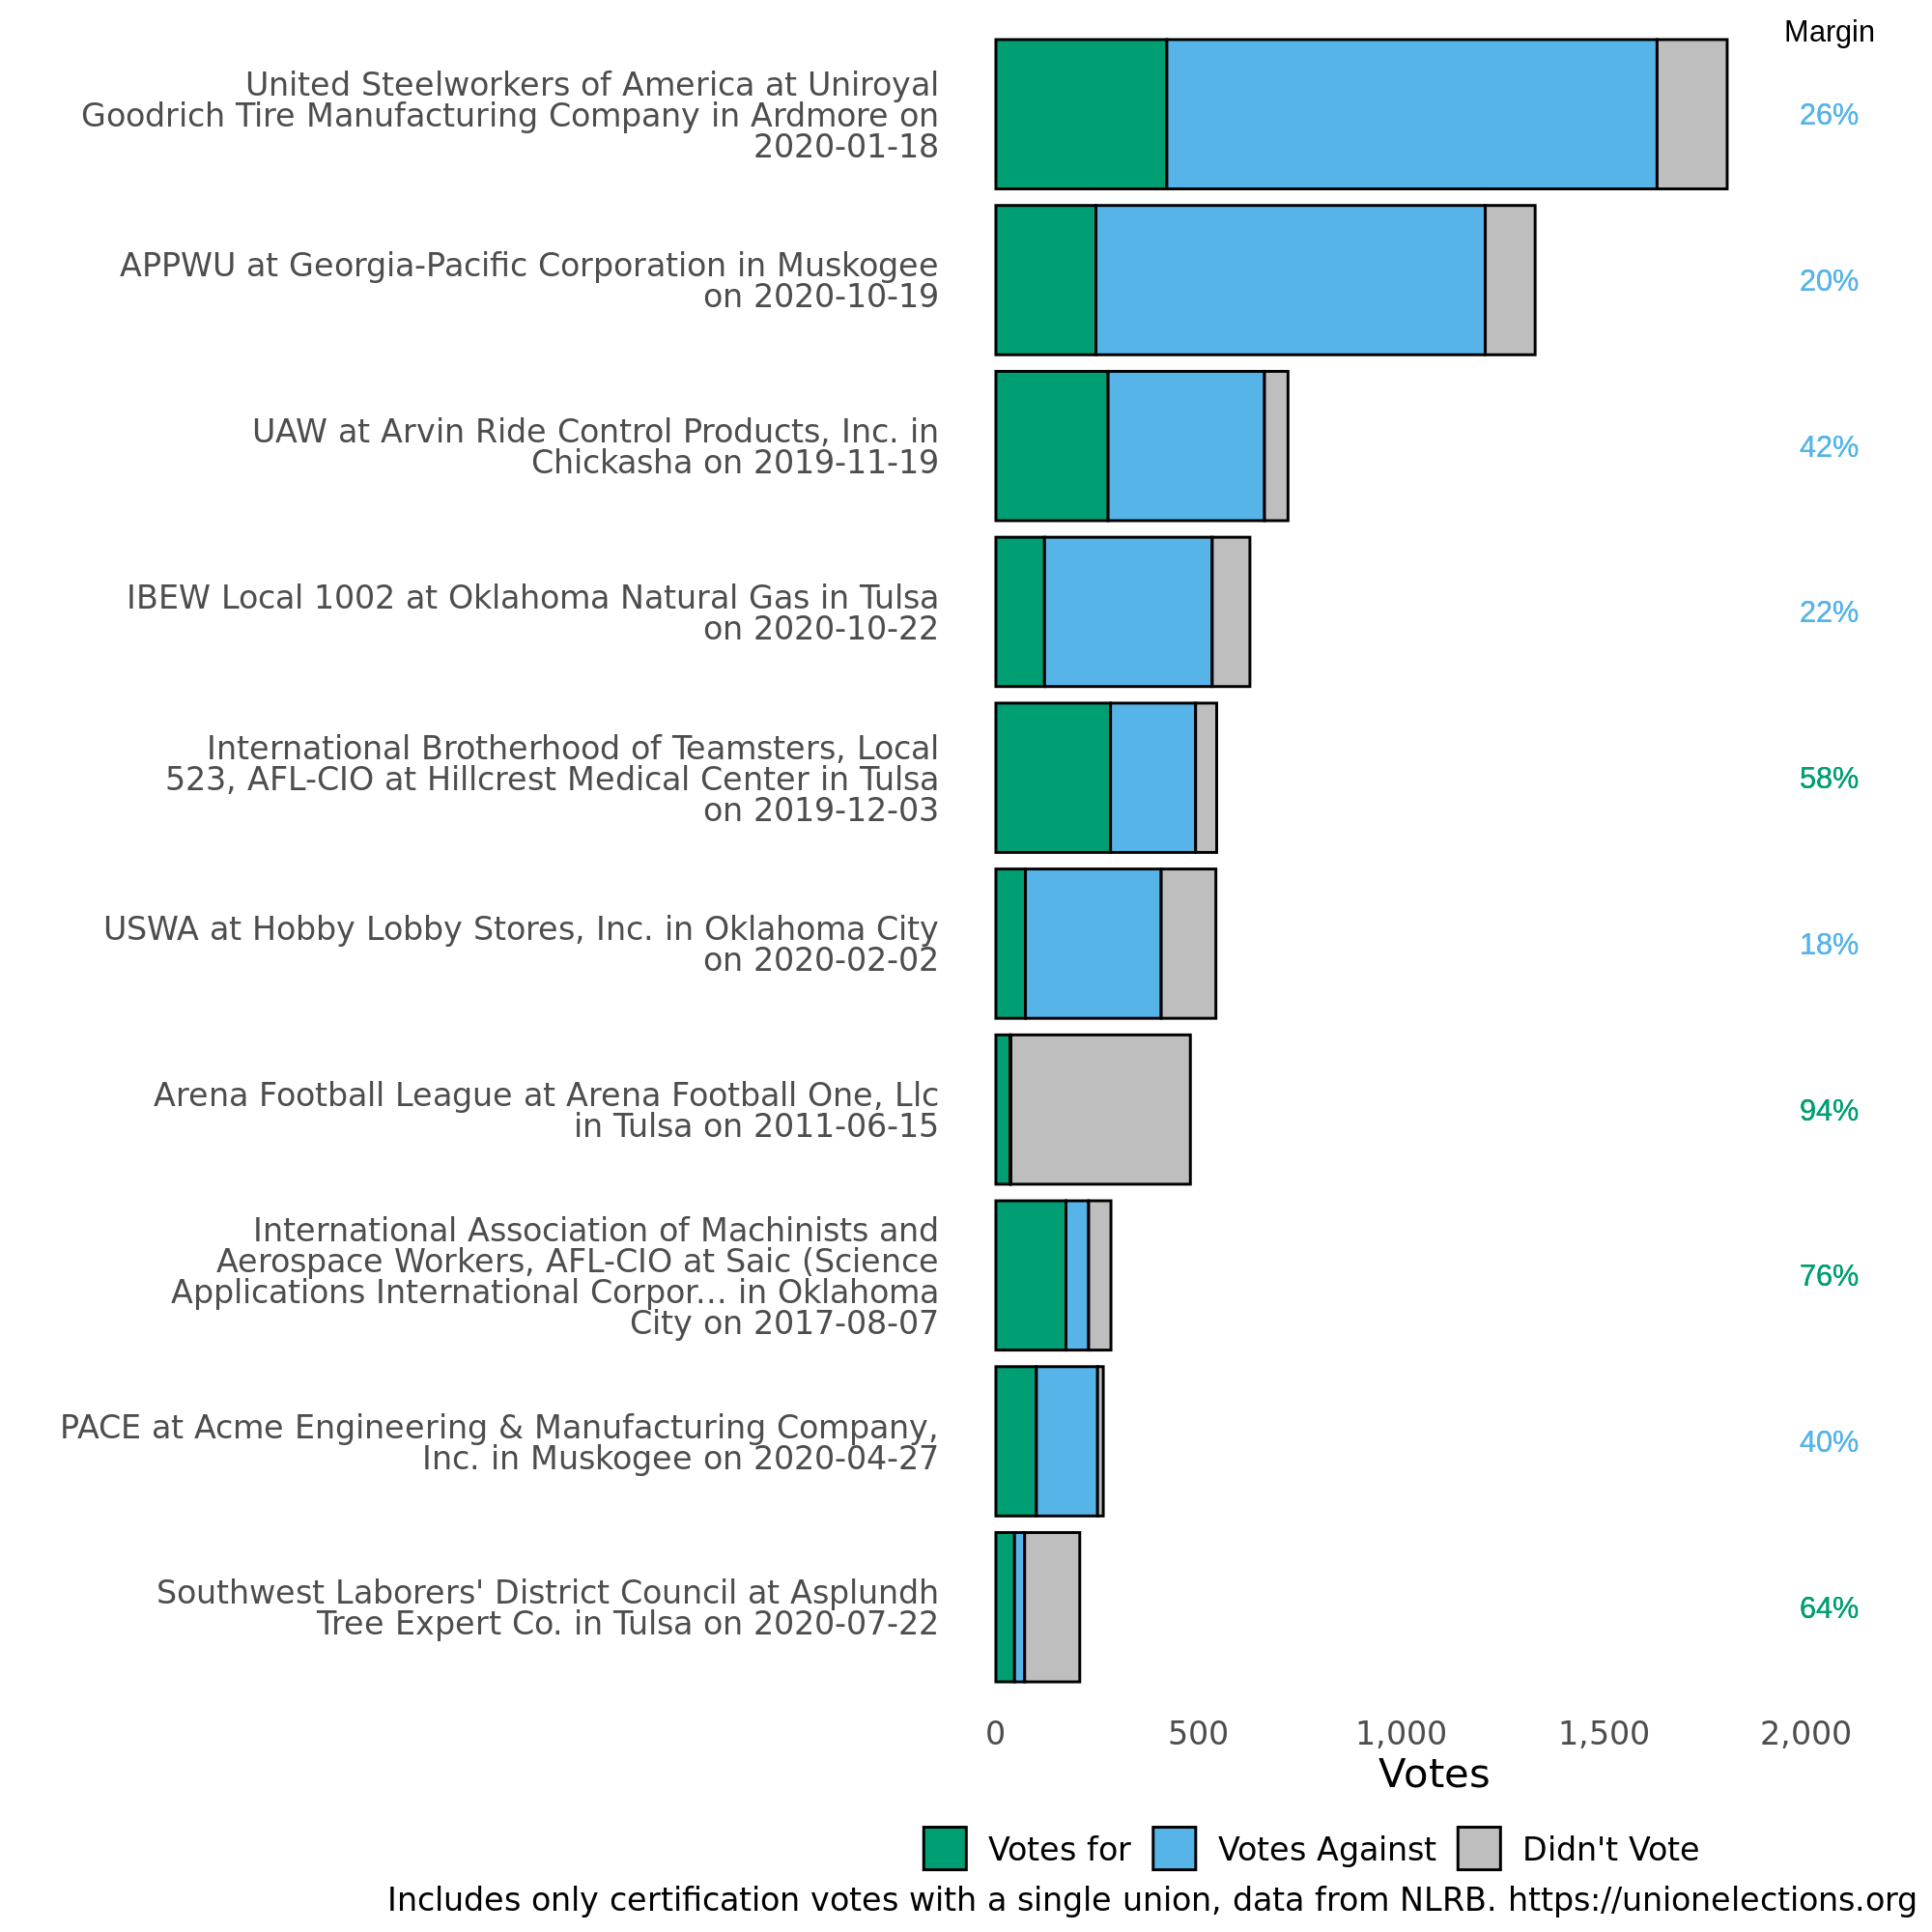 Margin
United Steelworkers of America at Uniroyal
Goodrich Tire Manufacturing Company in Ardmore on
2020-01-18
26%
APPWU at Georgia-Pacific Corporation in Muskogee
on 2020-10-19
20%
UAW at Arvin Ride Control Products, Inc. in
Chickasha on 2019-11-19
42%
IBEW Local 1002 at Oklahoma Natural Gas in Tulsa
on 2020-10-22
22%
International Brotherhood of Teamsters, Local
523, AFL-CIO at Hillcrest Medical Center in Tulsa
on 2019-12-03
58%
USWA at Hobby Lobby Stores, Inc. in Oklahoma City
on 2020-02-02
18%
Arena Football League at Arena Football One, Llc
in Tulsa on 2011-06-15
94%
International Association of Machinists and
Aerospace Workers, AFL-CIO at Saic (Science
Applications International Corpor... in Oklahoma
City on 2017-08-07
76%
PACE at Acme Engineering & Manufacturing Company,
Inc. in Muskogee on 2020-04-27
40%
Southwest Laborers' District Council at Asplundh
Tree Expert Co. in Tulsa on 2020-07-22
64%
0 500 1,000 1,500 2,000
Votes
Votes for Votes Against Didn't Vote
Includes only certification votes with a single union, data from NLRB. https://unionelections.org